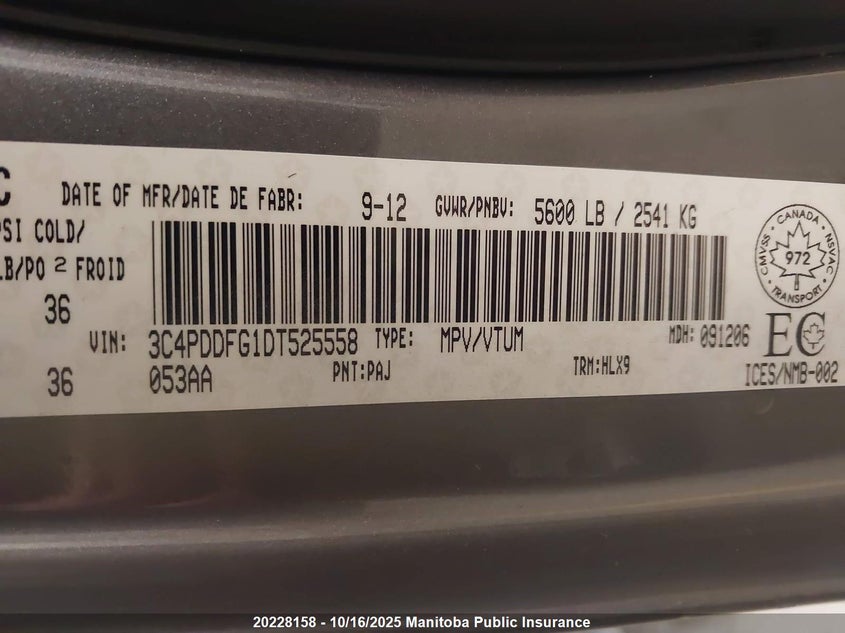 C
DATE OF MFR/DATE DE FABR: 9-12 GVWR/PNBV: 5600 LB / 2541 KG
PSI COLD/
LB/PO 2 FROID
36
VIN: 3C4PDDFG1DT525558 TYPE: MPV/VTUM MDH: 091206
36 053AA PNT:PAJ TRM:HLX9
CANADA
CMVSS 972 NSVAC
TRANSPORT
EC
ICES/NMB-002
20228158 - 10/16/2025 Manitoba Public Insurance